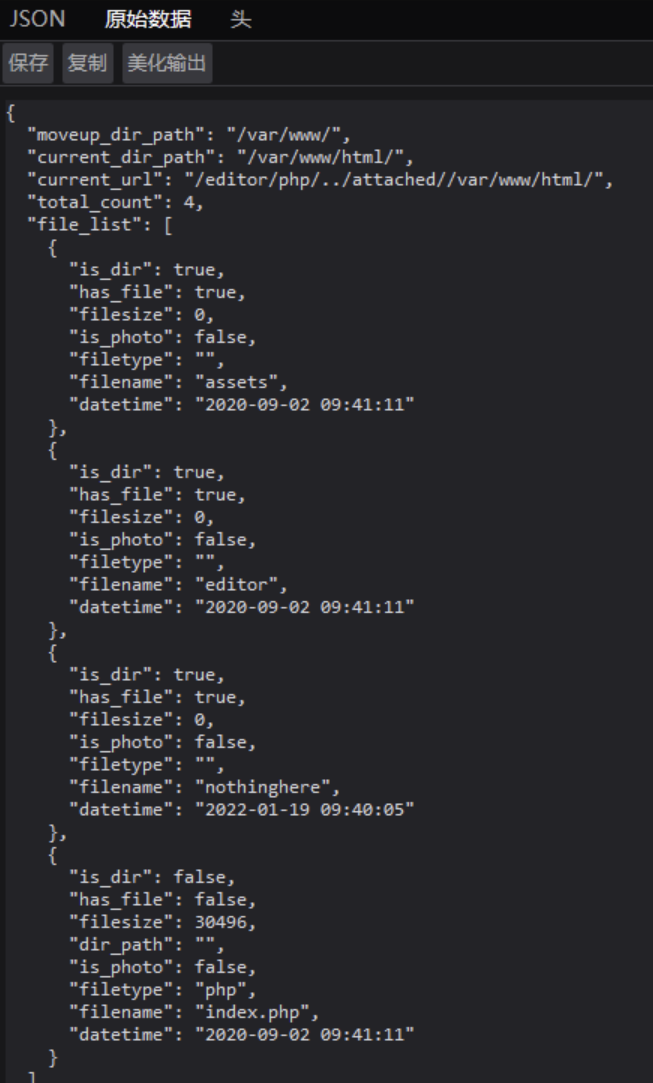 JSON 原始数据 头
保存 复制 美化输出
{
  "moveup_dir_path": "/var/www/",
  "current_dir_path": "/var/www/html/",
  "current_url": "/editor/php/../attached//var/www/html/",
  "total_count": 4,
  "file_list": [
    {
      "is_dir": true,
      "has_file": true,
      "filesize": 0,
      "is_photo": false,
      "filetype": "",
      "filename": "assets",
      "datetime": "2020-09-02 09:41:11"
    },
    {
      "is_dir": true,
      "has_file": true,
      "filesize": 0,
      "is_photo": false,
      "filetype": "",
      "filename": "editor",
      "datetime": "2020-09-02 09:41:11"
    },
    {
      "is_dir": true,
      "has_file": true,
      "filesize": 0,
      "is_photo": false,
      "filetype": "",
      "filename": "nothinghere",
      "datetime": "2022-01-19 09:40:05"
    },
    {
      "is_dir": false,
      "has_file": false,
      "filesize": 30496,
      "dir_path": "",
      "is_photo": false,
      "filetype": "php",
      "filename": "index.php",
      "datetime": "2020-09-02 09:41:11"
    }
  ]